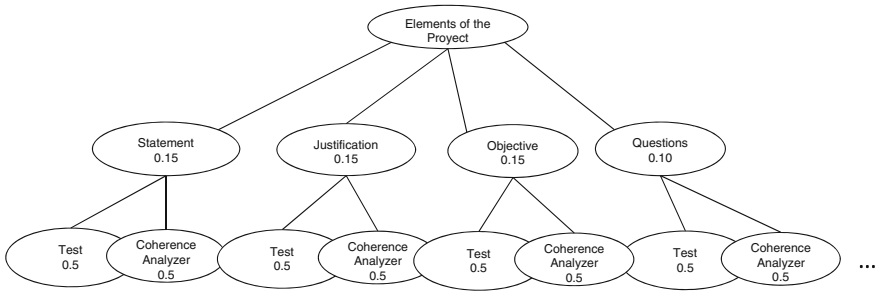 Elements of the
Proyect
Statement
0.15
Justification
0.15
Objective
0.15
Questions
0.10
Test
0.5
Coherence
Analyzer
0.5
Test
0.5
Coherence
Analyzer
0.5
Test
0.5
Coherence
Analyzer
0.5
Test
0.5
Coherence
Analyzer
0.5
...